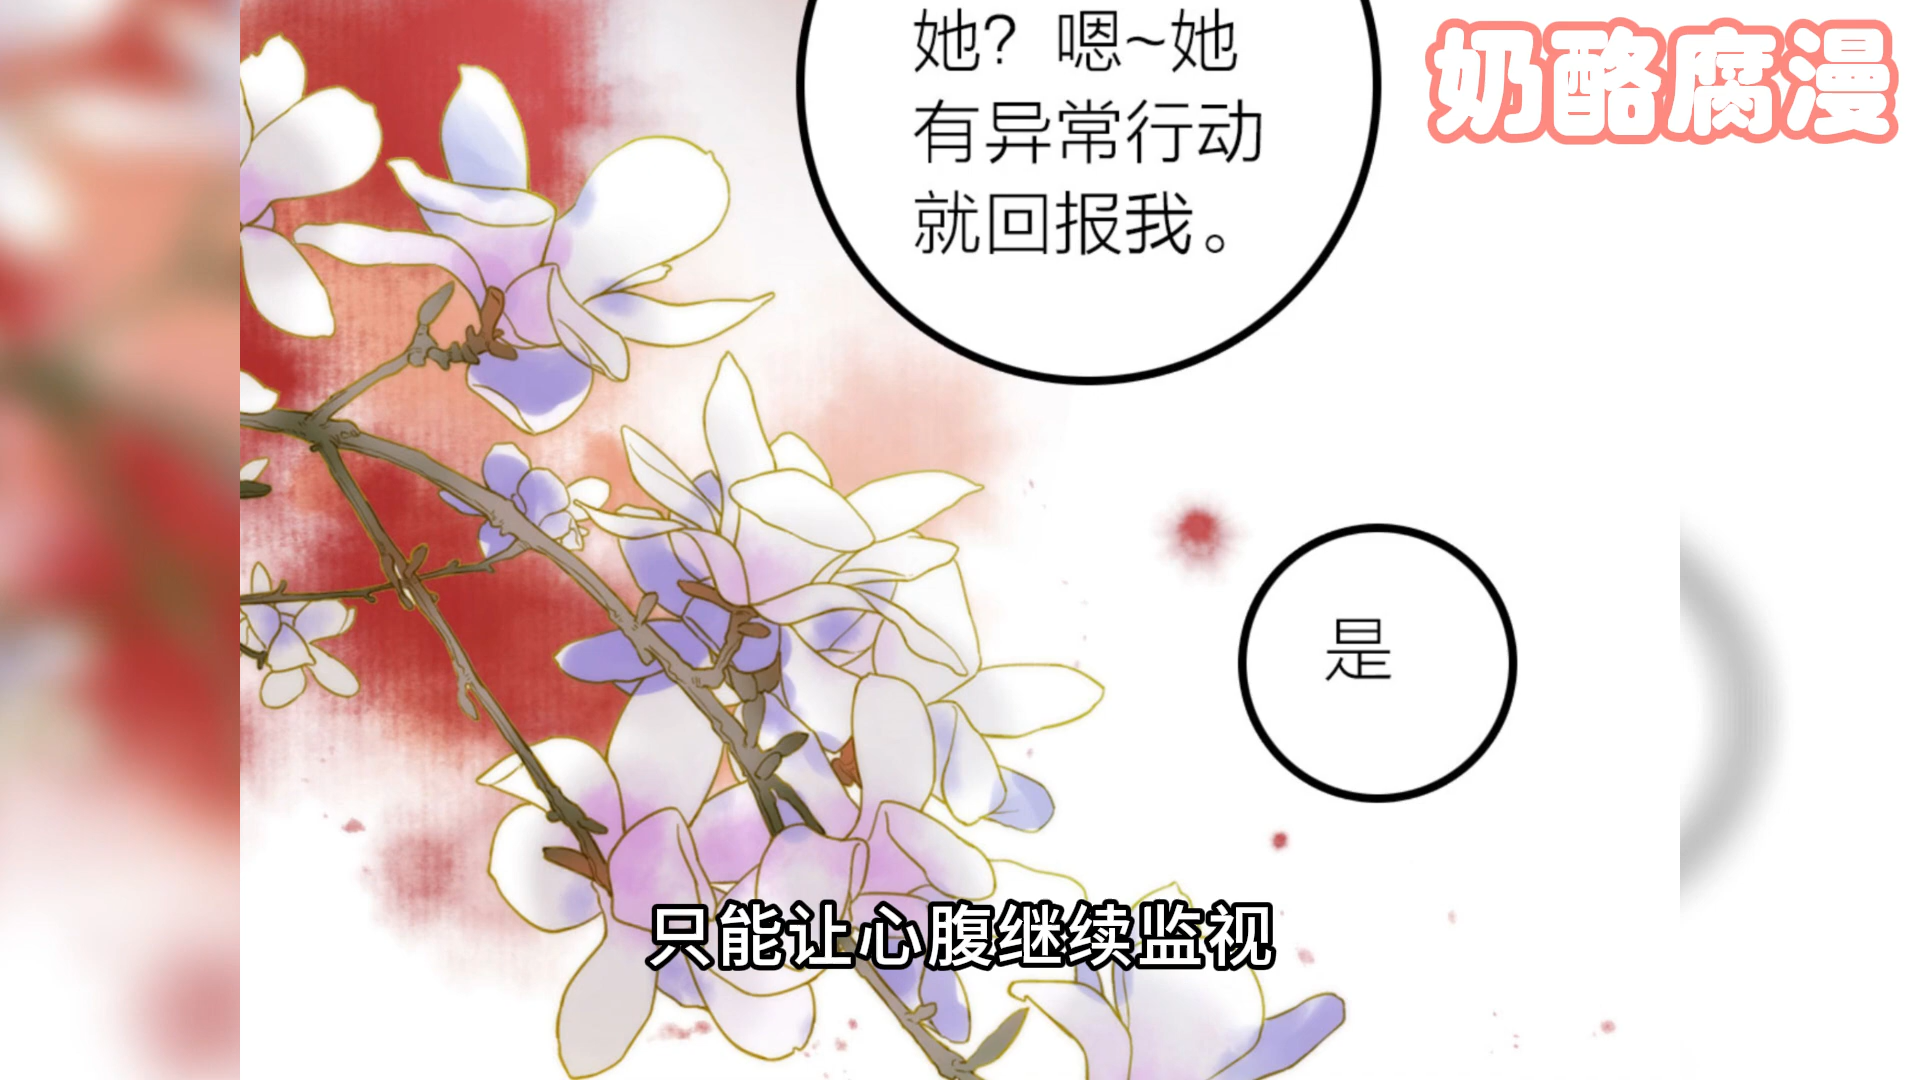 她？嗯~她
有异常行动
就回报我。
奶酪腐漫
是
只能让心腹继续监视